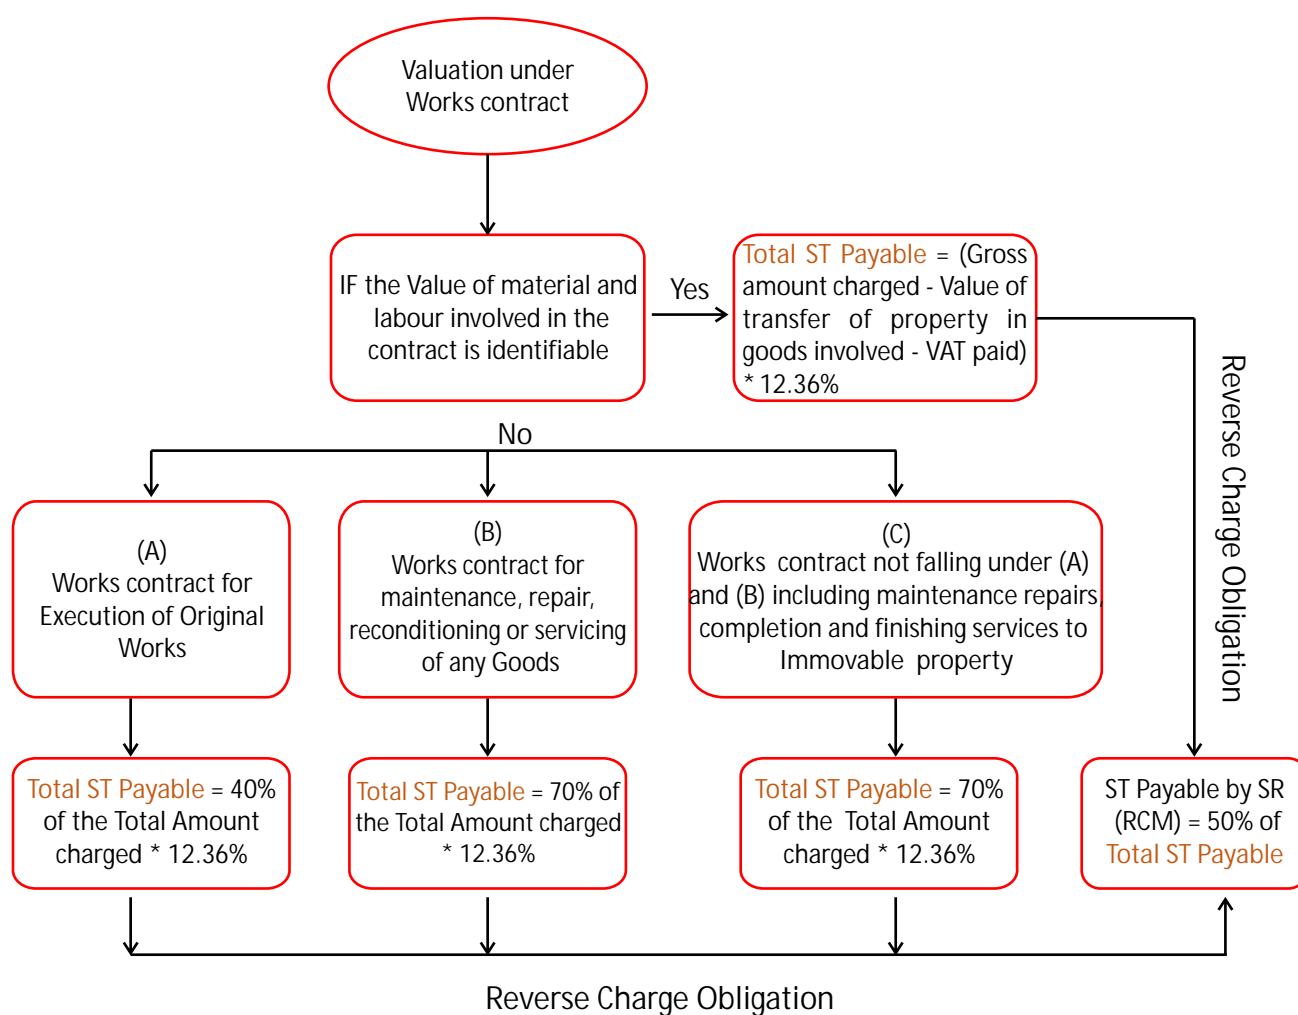 Valuation under
Works contract
IF the Value of material and
labour involved in the
contract is identifiable
Yes
Total ST Payable = (Gross
amount charged - Value of
transfer of property in
goods involved - VAT paid)
* 12.36%
Reverse Charge Obligation
No
(A)
Works contract for
Execution of Original
Works
(B)
Works contract for
maintenance, repair,
reconditioning or servicing
of any Goods
(C)
Works contract not falling under (A)
and (B) including maintenance repairs,
completion and finishing services to
Immovable property
Total ST Payable = 40%
of the Total Amount
charged * 12.36%
Total ST Payable = 70% of
the Total Amount charged
* 12.36%
Total ST Payable = 70%
of the Total Amount
charged * 12.36%
ST Payable by SR
(RCM) = 50% of
Total ST Payable
Reverse Charge Obligation